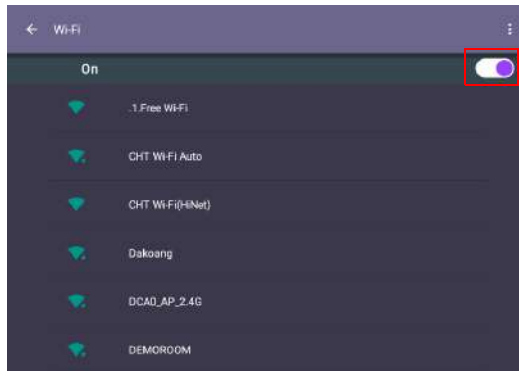 Wi-Fi
On
.1.Free Wi-Fi
CHT Wi-Fi Auto
CHT Wi-Fi(HiNet)
Dakoang
DCA0_AP_2.4G
DEMOROOM